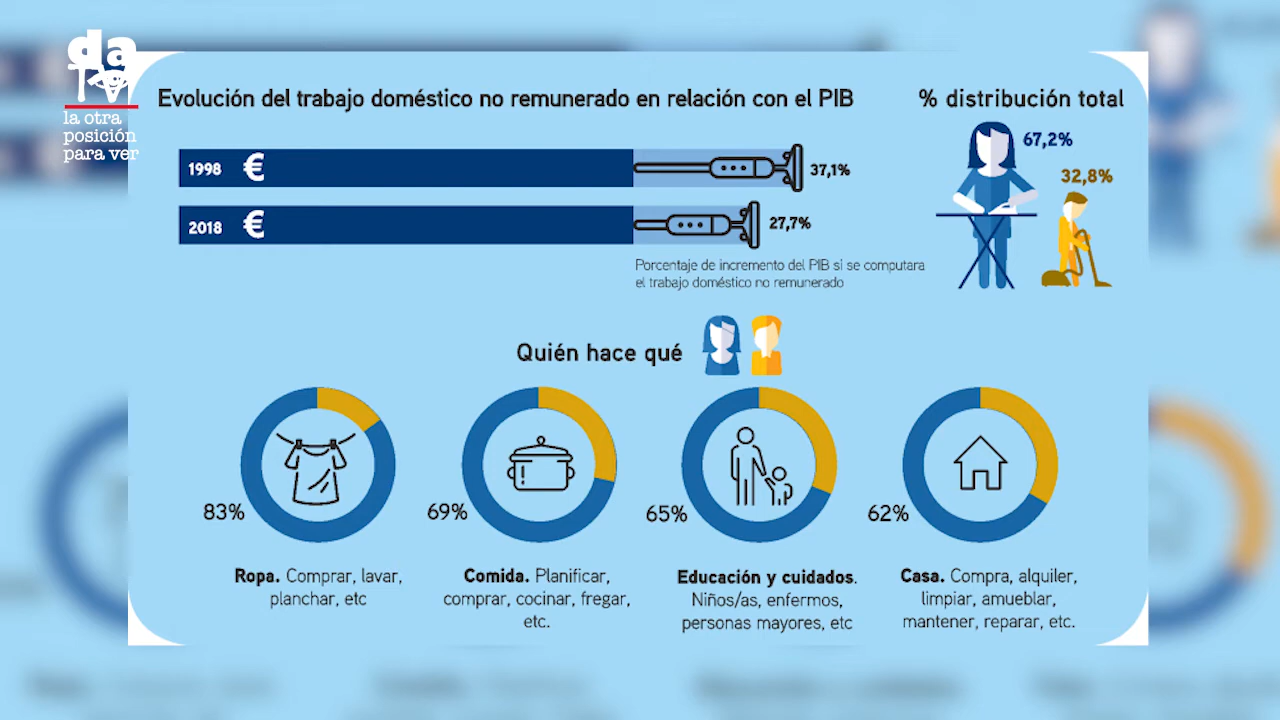 da
TV
la otra
posición
para ver
Evolución del trabajo doméstico no remunerado en relación con el PIB
% distribución total
1998 €
37,1%
2018 €
27,7%
Porcentaje de incremento del PIB si se computara
el trabajo doméstico no remunerado
67,2%
32,8%
Quién hace qué
83%
Ropa. Comprar, lavar,
planchar, etc
69%
Comida. Planificar,
comprar, cocinar, fregar,
etc.
65%
Educación y cuidados.
Niños/as, enfermos,
personas mayores, etc
62%
Casa. Compra, alquiler,
limpiar, amueblar,
mantener, reparar, etc.